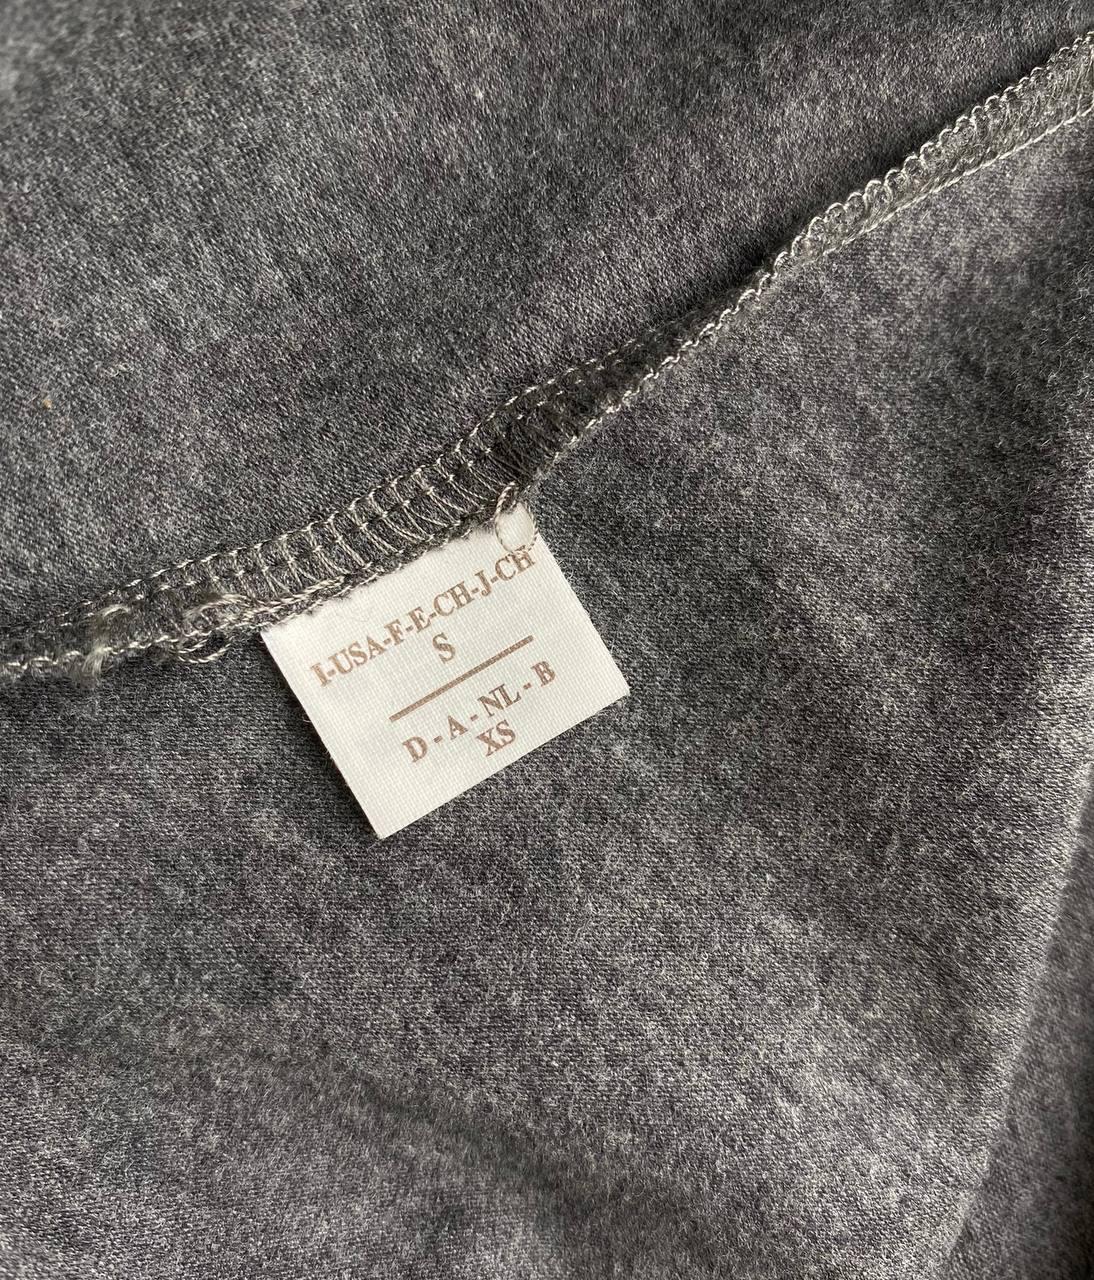 I-USA-F-E-CH-J-CH
S
D - A - NL - B
XS